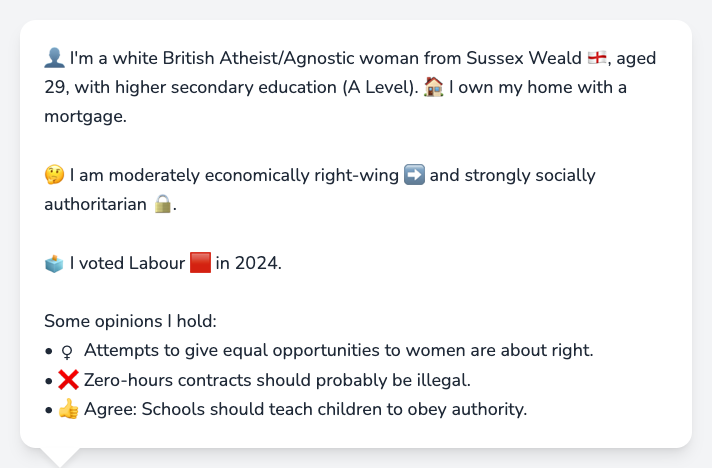 👤 I'm a white British Atheist/Agnostic woman from Sussex Weald 🏴󠁧󠁢󠁥󠁮󠁧󠁿, aged
29, with higher secondary education (A Level). 🏠 I own my home with a
mortgage.
🤔 I am moderately economically right-wing ➡️ and strongly socially
authoritarian 🔒.
🗳️ I voted Labour 🟥 in 2024.
Some opinions I hold:
• ♀ Attempts to give equal opportunities to women are about right.
• ❌ Zero-hours contracts should probably be illegal.
• 👍 Agree: Schools should teach children to obey authority.